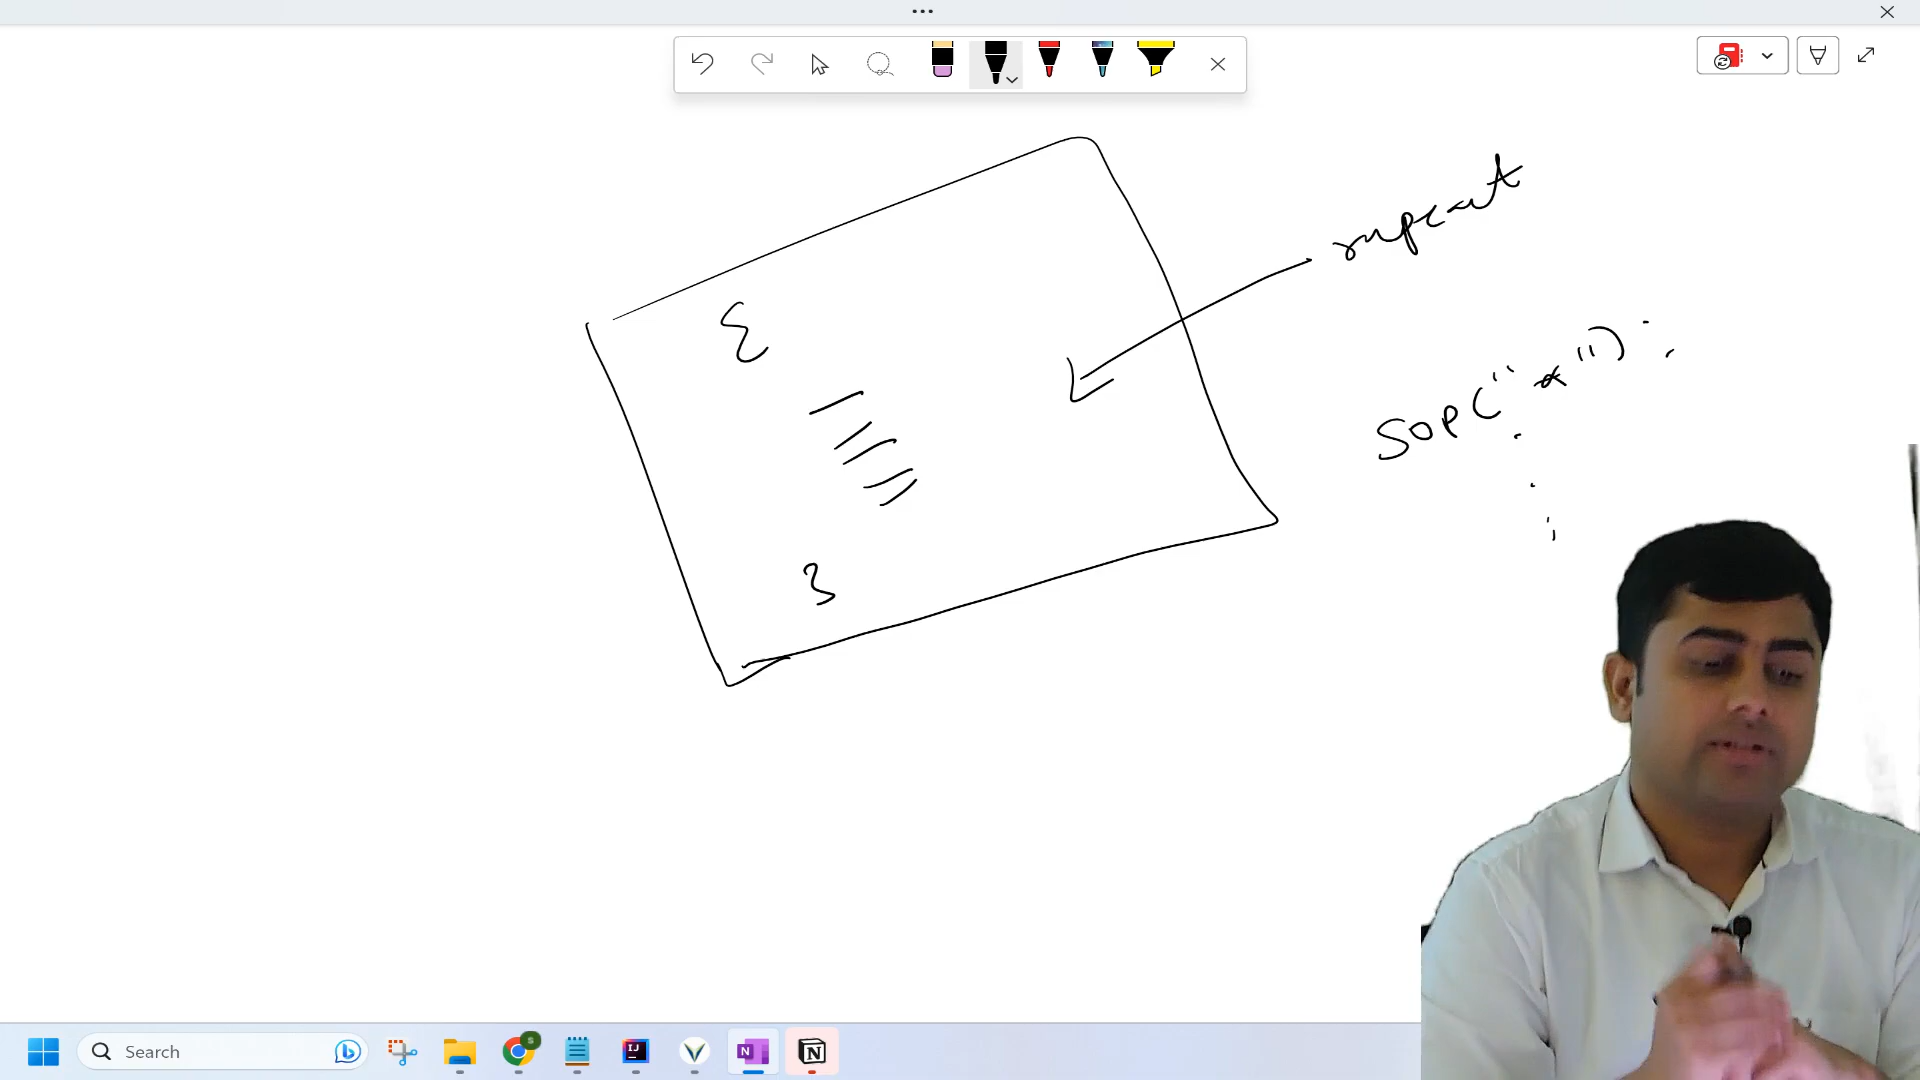 ...
repeat
{
SOP("*");
}
Search